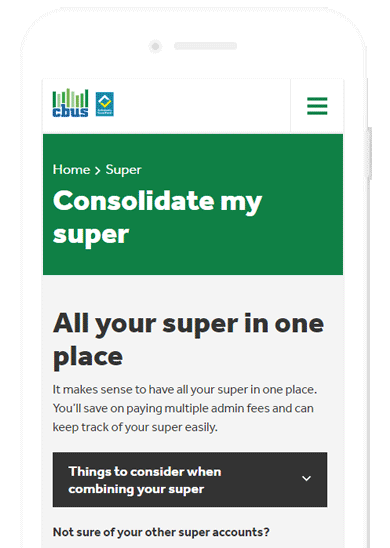 cbus
Home > Super
Consolidate my
super
All your super in one
place
It makes sense to have all your super in one place.
You'll save on paying multiple admin fees and can
keep track of your super easily.
Things to consider when
combining your super
Not sure of your other super accounts?